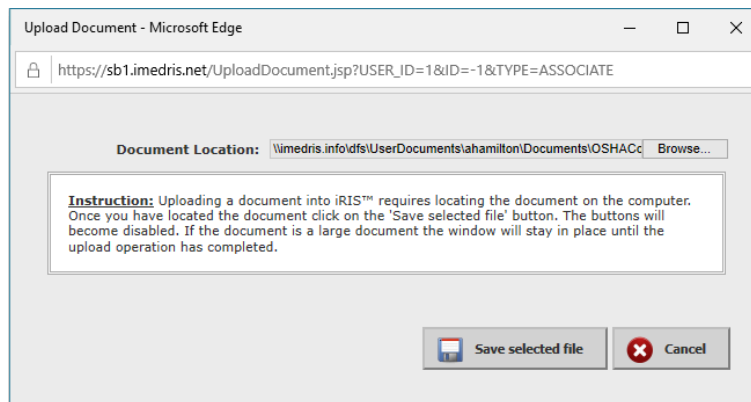 Upload Document - Microsoft Edge
https://sb1.imedris.net/UploadDocument.jsp?USER_ID=1&ID=-1&TYPE=ASSOCIATE
Document Location: \\imedris.info\dfs\UserDocuments\ahamilton\Documents\OSHACc Browse...
Instruction: Uploading a document into iRIS™ requires locating the document on the computer.
Once you have located the document click on the 'Save selected file' button. The buttons will
become disabled. If the document is a large document the window will stay in place until the
upload operation has completed.
Save selected file Cancel